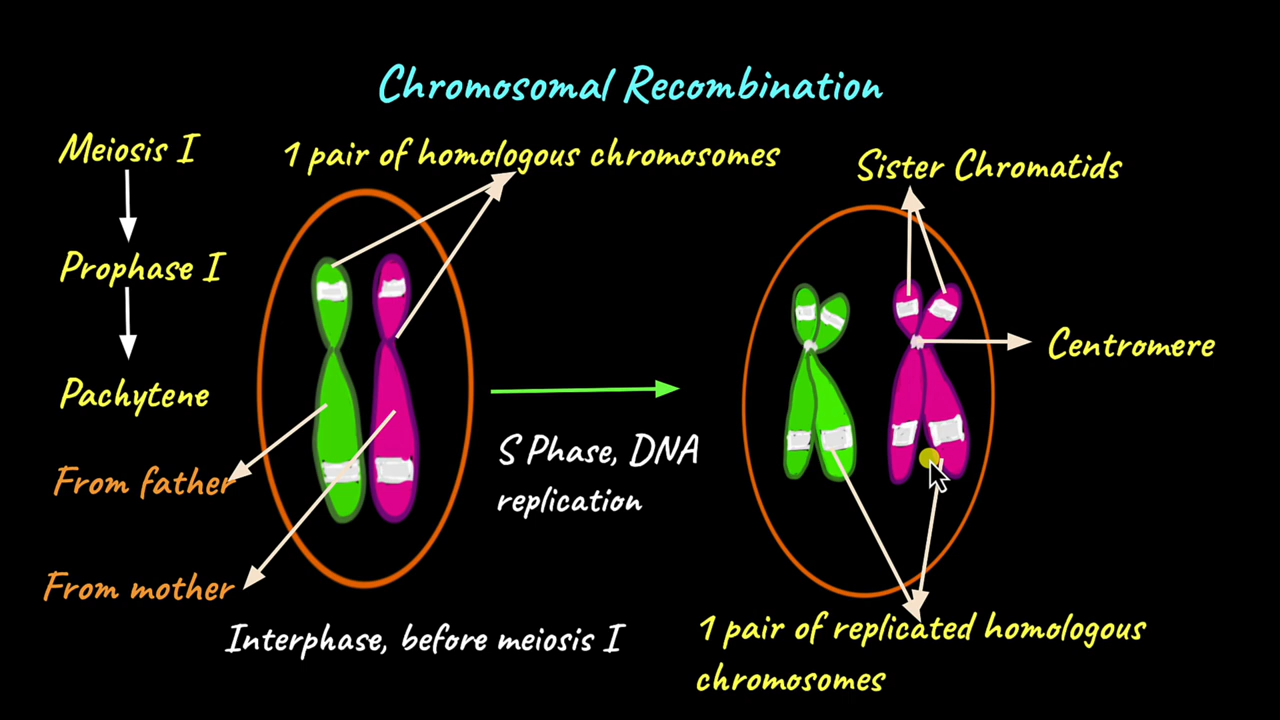 Chromosomal Recombination
Meiosis I
1 pair of homologous chromosomes
Sister Chromatids
Prophase I
Centromere
Pachytene
S Phase, DNA
replication
From father
From mother
Interphase, before meiosis I
1 pair of replicated homologous
chromosomes